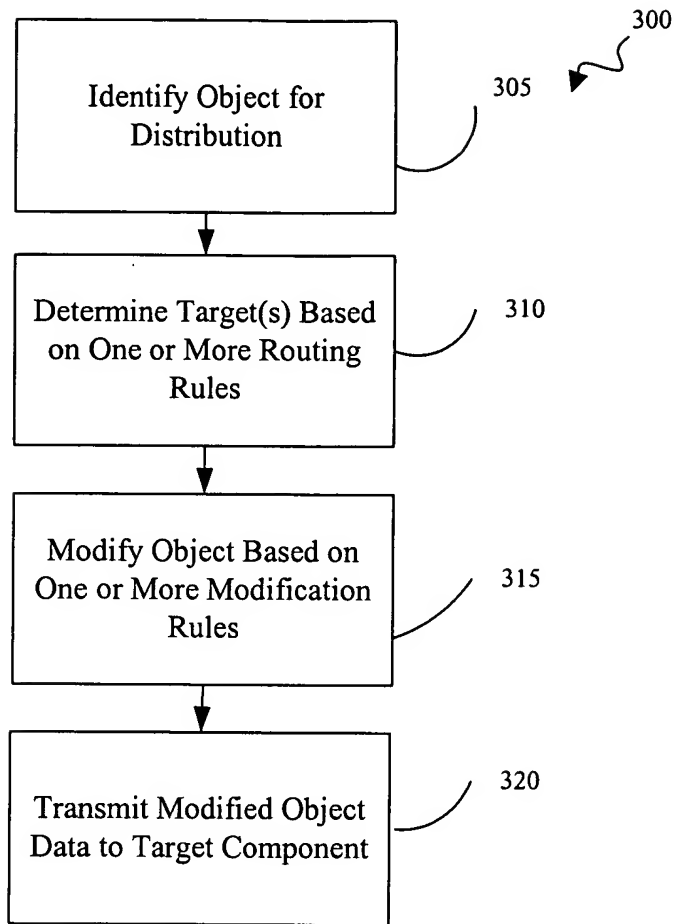 300
Identify Object for
Distribution
305
Determine Target(s) Based
on One or More Routing
Rules
310
Modify Object Based on
One or More Modification
Rules
315
Transmit Modified Object
Data to Target Component
320